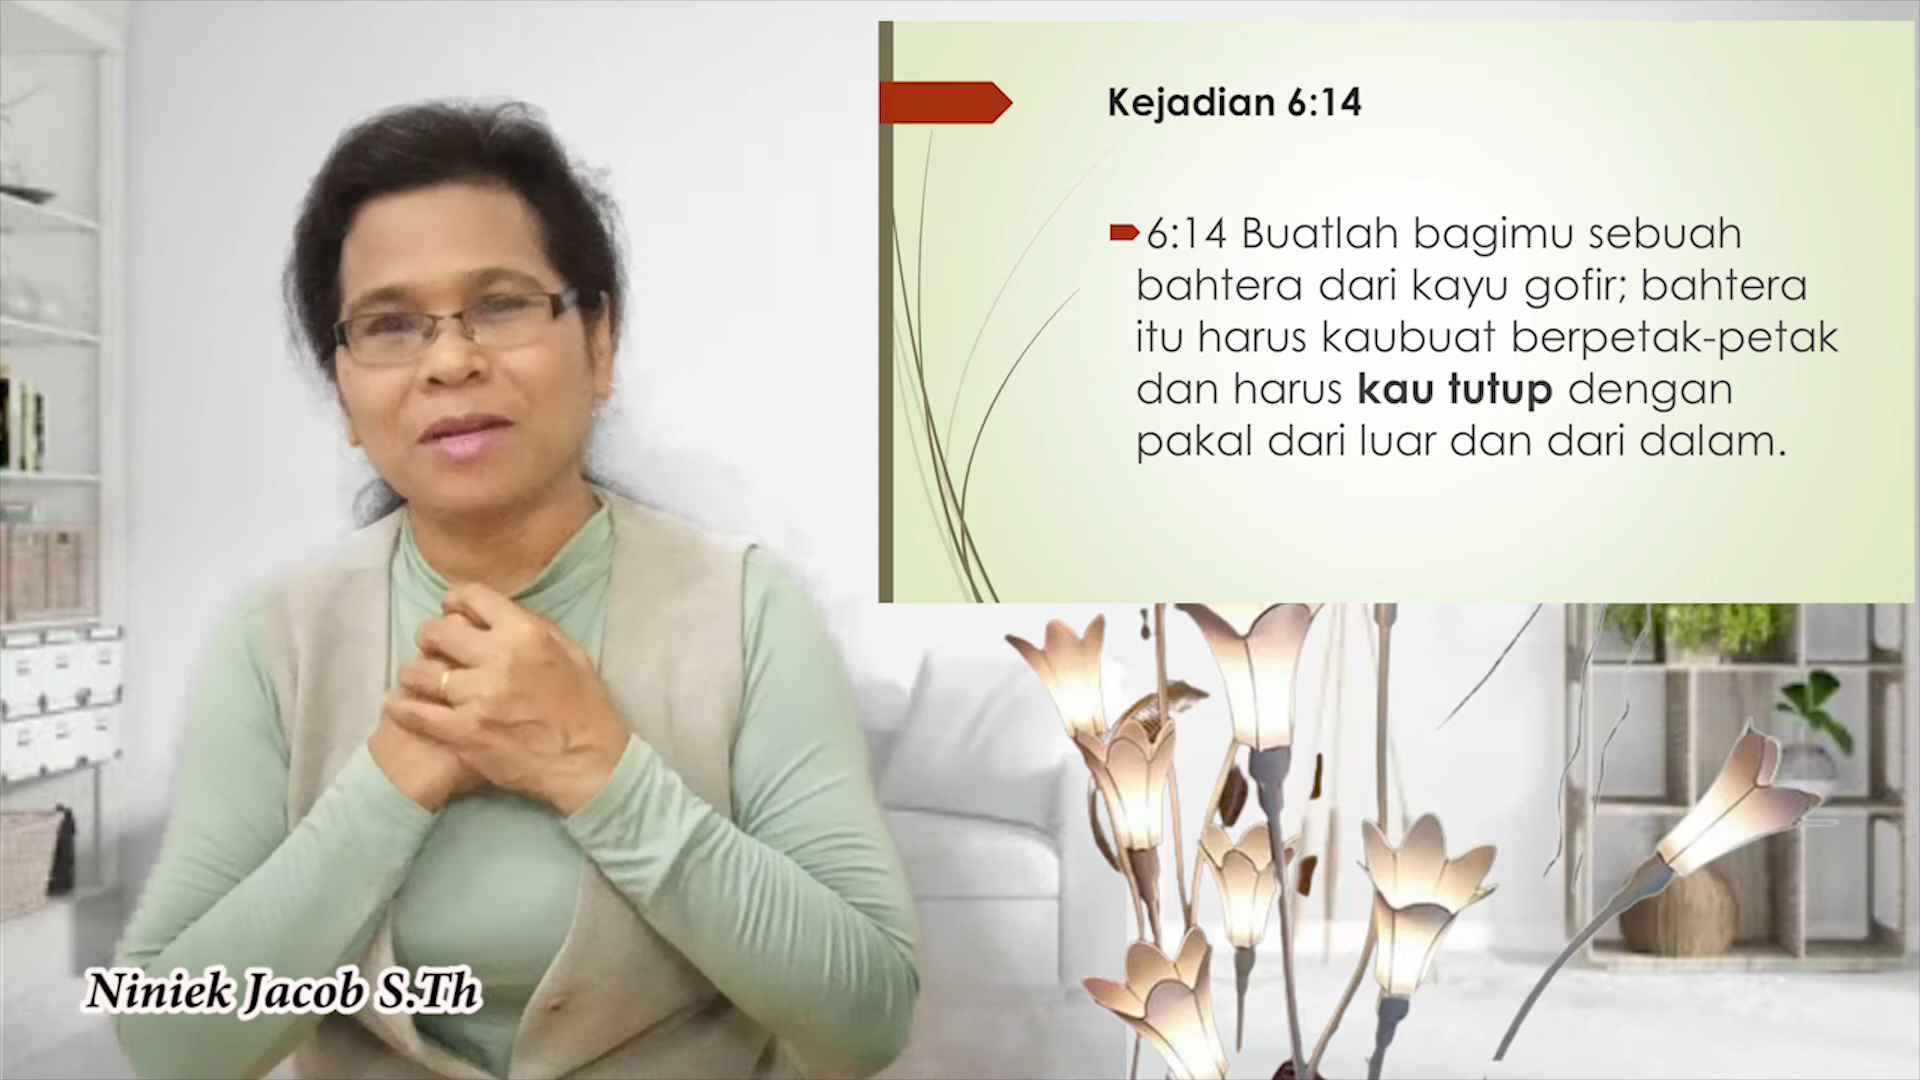 Kejadian 6:14
6:14 Buatlah bagimu sebuah
bahtera dari kayu gofir; bahtera
itu harus kaubuat berpetak-petak
dan harus kau tutup dengan
pakal dari luar dan dari dalam.
Niniek Jacob S.Th